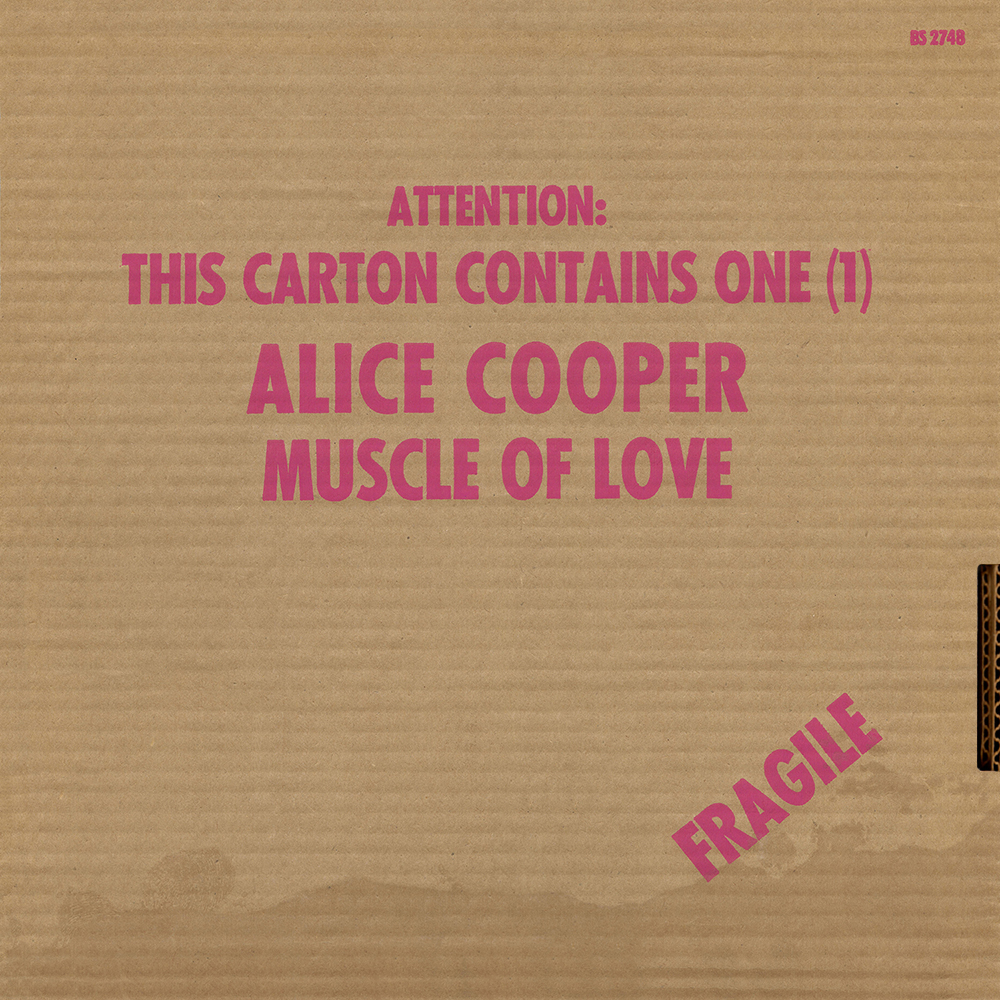 BS 2748
ATTENTION:
THIS CARTON CONTAINS ONE (1)
ALICE COOPER
MUSCLE OF LOVE
FRAGILE